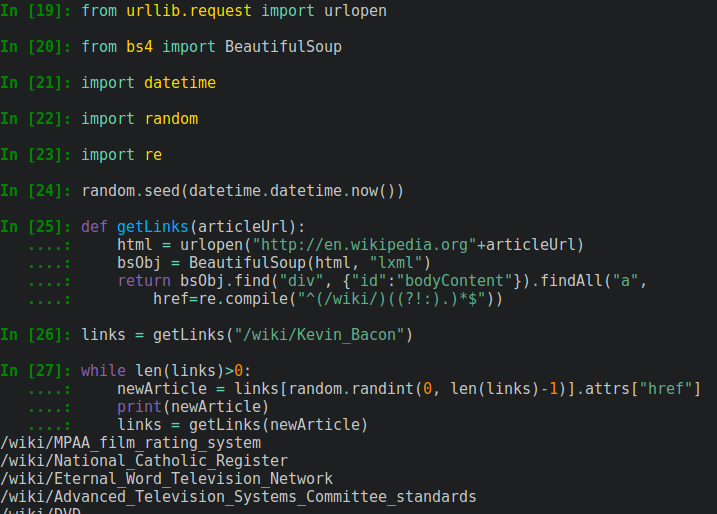 In [19]: from urllib.request import urlopen
In [20]: from bs4 import BeautifulSoup
In [21]: import datetime
In [22]: import random
In [23]: import re
In [24]: random.seed(datetime.datetime.now())
In [25]: def getLinks(articleUrl):
   ....:     html = urlopen("http://en.wikipedia.org"+articleUrl)
   ....:     bsObj = BeautifulSoup(html, "lxml")
   ....:     return bsObj.find("div", {"id":"bodyContent"}).findAll("a",
   ....:         href=re.compile("^(/wiki/)((?!:).)*$"))
In [26]: links = getLinks("/wiki/Kevin_Bacon")
In [27]: while len(links)>0:
   ....:     newArticle = links[random.randint(0, len(links)-1)].attrs["href"]
   ....:     print(newArticle)
   ....:     links = getLinks(newArticle)
/wiki/MPAA_film_rating_system
/wiki/National_Catholic_Register
/wiki/Eternal_Word_Television_Network
/wiki/Advanced_Television_Systems_Committee_standards
/wiki/DVD